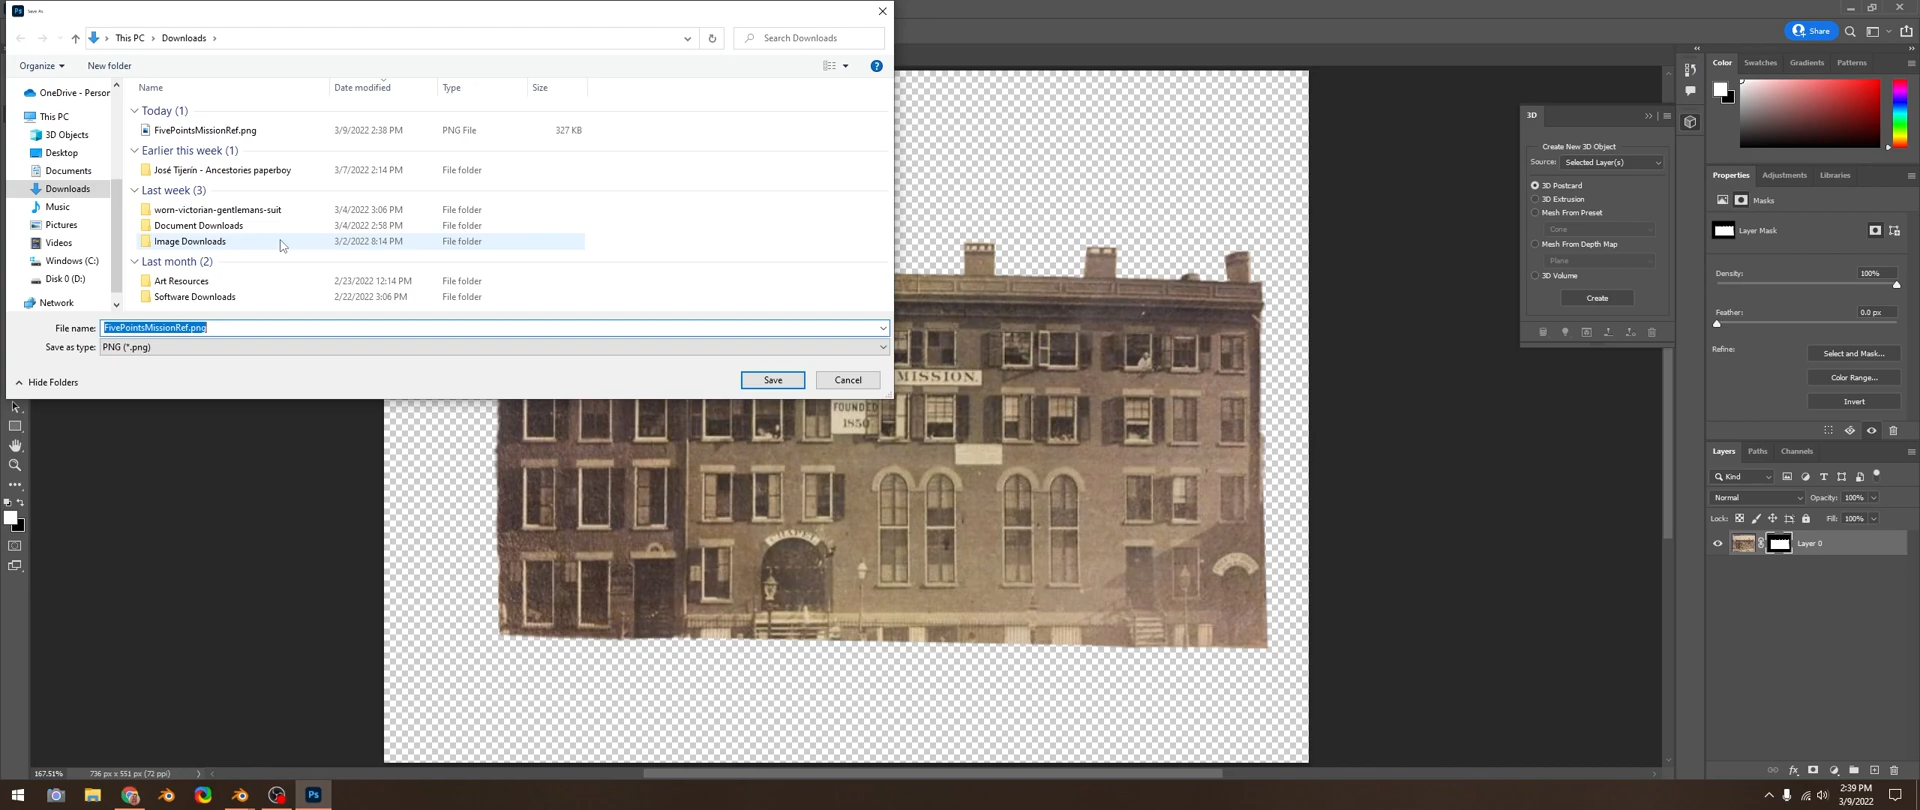 Ps Save As
This PC > Downloads >
Search Downloads
Organize
New folder
Name
Date modified
Type
Size
OneDrive - Person
This PC
3D Objects
Desktop
Documents
Downloads
Music
Pictures
Videos
Windows (C:)
Disk 0 (D:)
Network
Today (1)
FivePointsMissionRef.png 3/9/2022 2:38 PM PNG File 327 KB
Earlier this week (1)
José Tijerín - Ancestories paperboy 3/7/2022 2:14 PM File folder
Last week (3)
worn-victorian-gentlemans-suit 3/4/2022 3:06 PM File folder
Document Downloads 3/4/2022 2:58 PM File folder
Image Downloads 3/2/2022 8:14 PM File folder
Last month (2)
Art Resources 2/23/2022 12:14 PM File folder
Software Downloads 2/22/2022 3:06 PM File folder
File name: FivePointsMissionRef.png
Save as type: PNG (*.png)
Hide Folders
Save
Cancel
MISSION.
FOUNDED
1850
CHAPEL
Share
3D
Create New 3D Object
Source: Selected Layer(s)
3D Postcard
3D Extrusion
Mesh From Preset
Cone
Mesh From Depth Map
Plane
3D Volume
Create
Color Swatches Gradients Patterns
Properties Adjustments Libraries
Masks
Layer Mask
Density: 100%
Feather: 0.0 px
Refine:
Select and Mask...
Color Range...
Invert
Layers Paths Channels
Kind
Normal Opacity: 100%
Lock: Fill: 100%
Layer 0
fx
167.51% 736 px x 551 px (72 ppi)
Ps
2:39 PM
3/9/2022